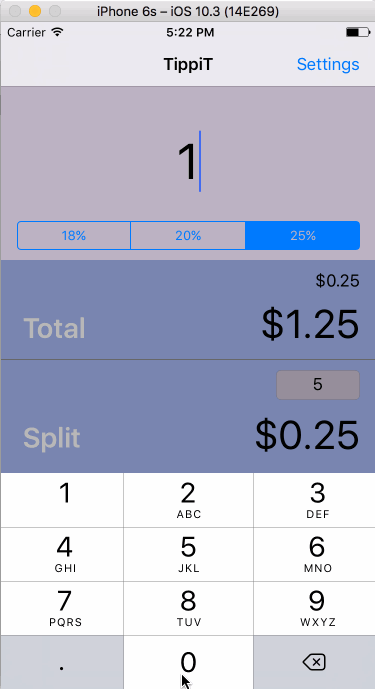 iPhone 6s – iOS 10.3 (14E269)
Carrier 5:22 PM
TippiT Settings
1
18% 20% 25%
$0.25
Total $1.25
5
Split $0.25
1 2 3
ABC DEF
4 5 6
GHI JKL MNO
7 8 9
PQRS TUV WXYZ
. 0